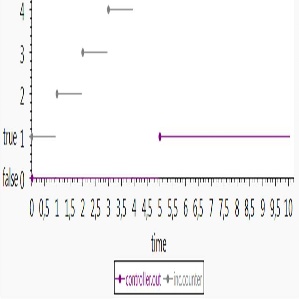 4
3
2
true 1
false 0
0 0,5 1 1,5 2 2,5 3 3,5 4 4,5 5 5,5 6 6,5 7 7,5 8 8,5 9 9,5 10
time
controller.out inc.counter